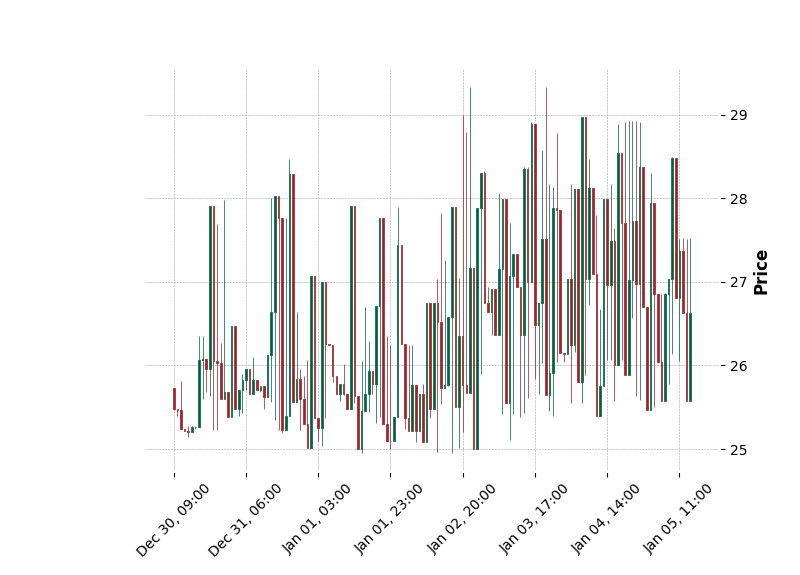 29
28
27
26
25
Price
Dec 30, 09:00
Dec 31, 06:00
Jan 01, 03:00
Jan 01, 23:00
Jan 02, 20:00
Jan 03, 17:00
Jan 04, 14:00
Jan 05, 11:00